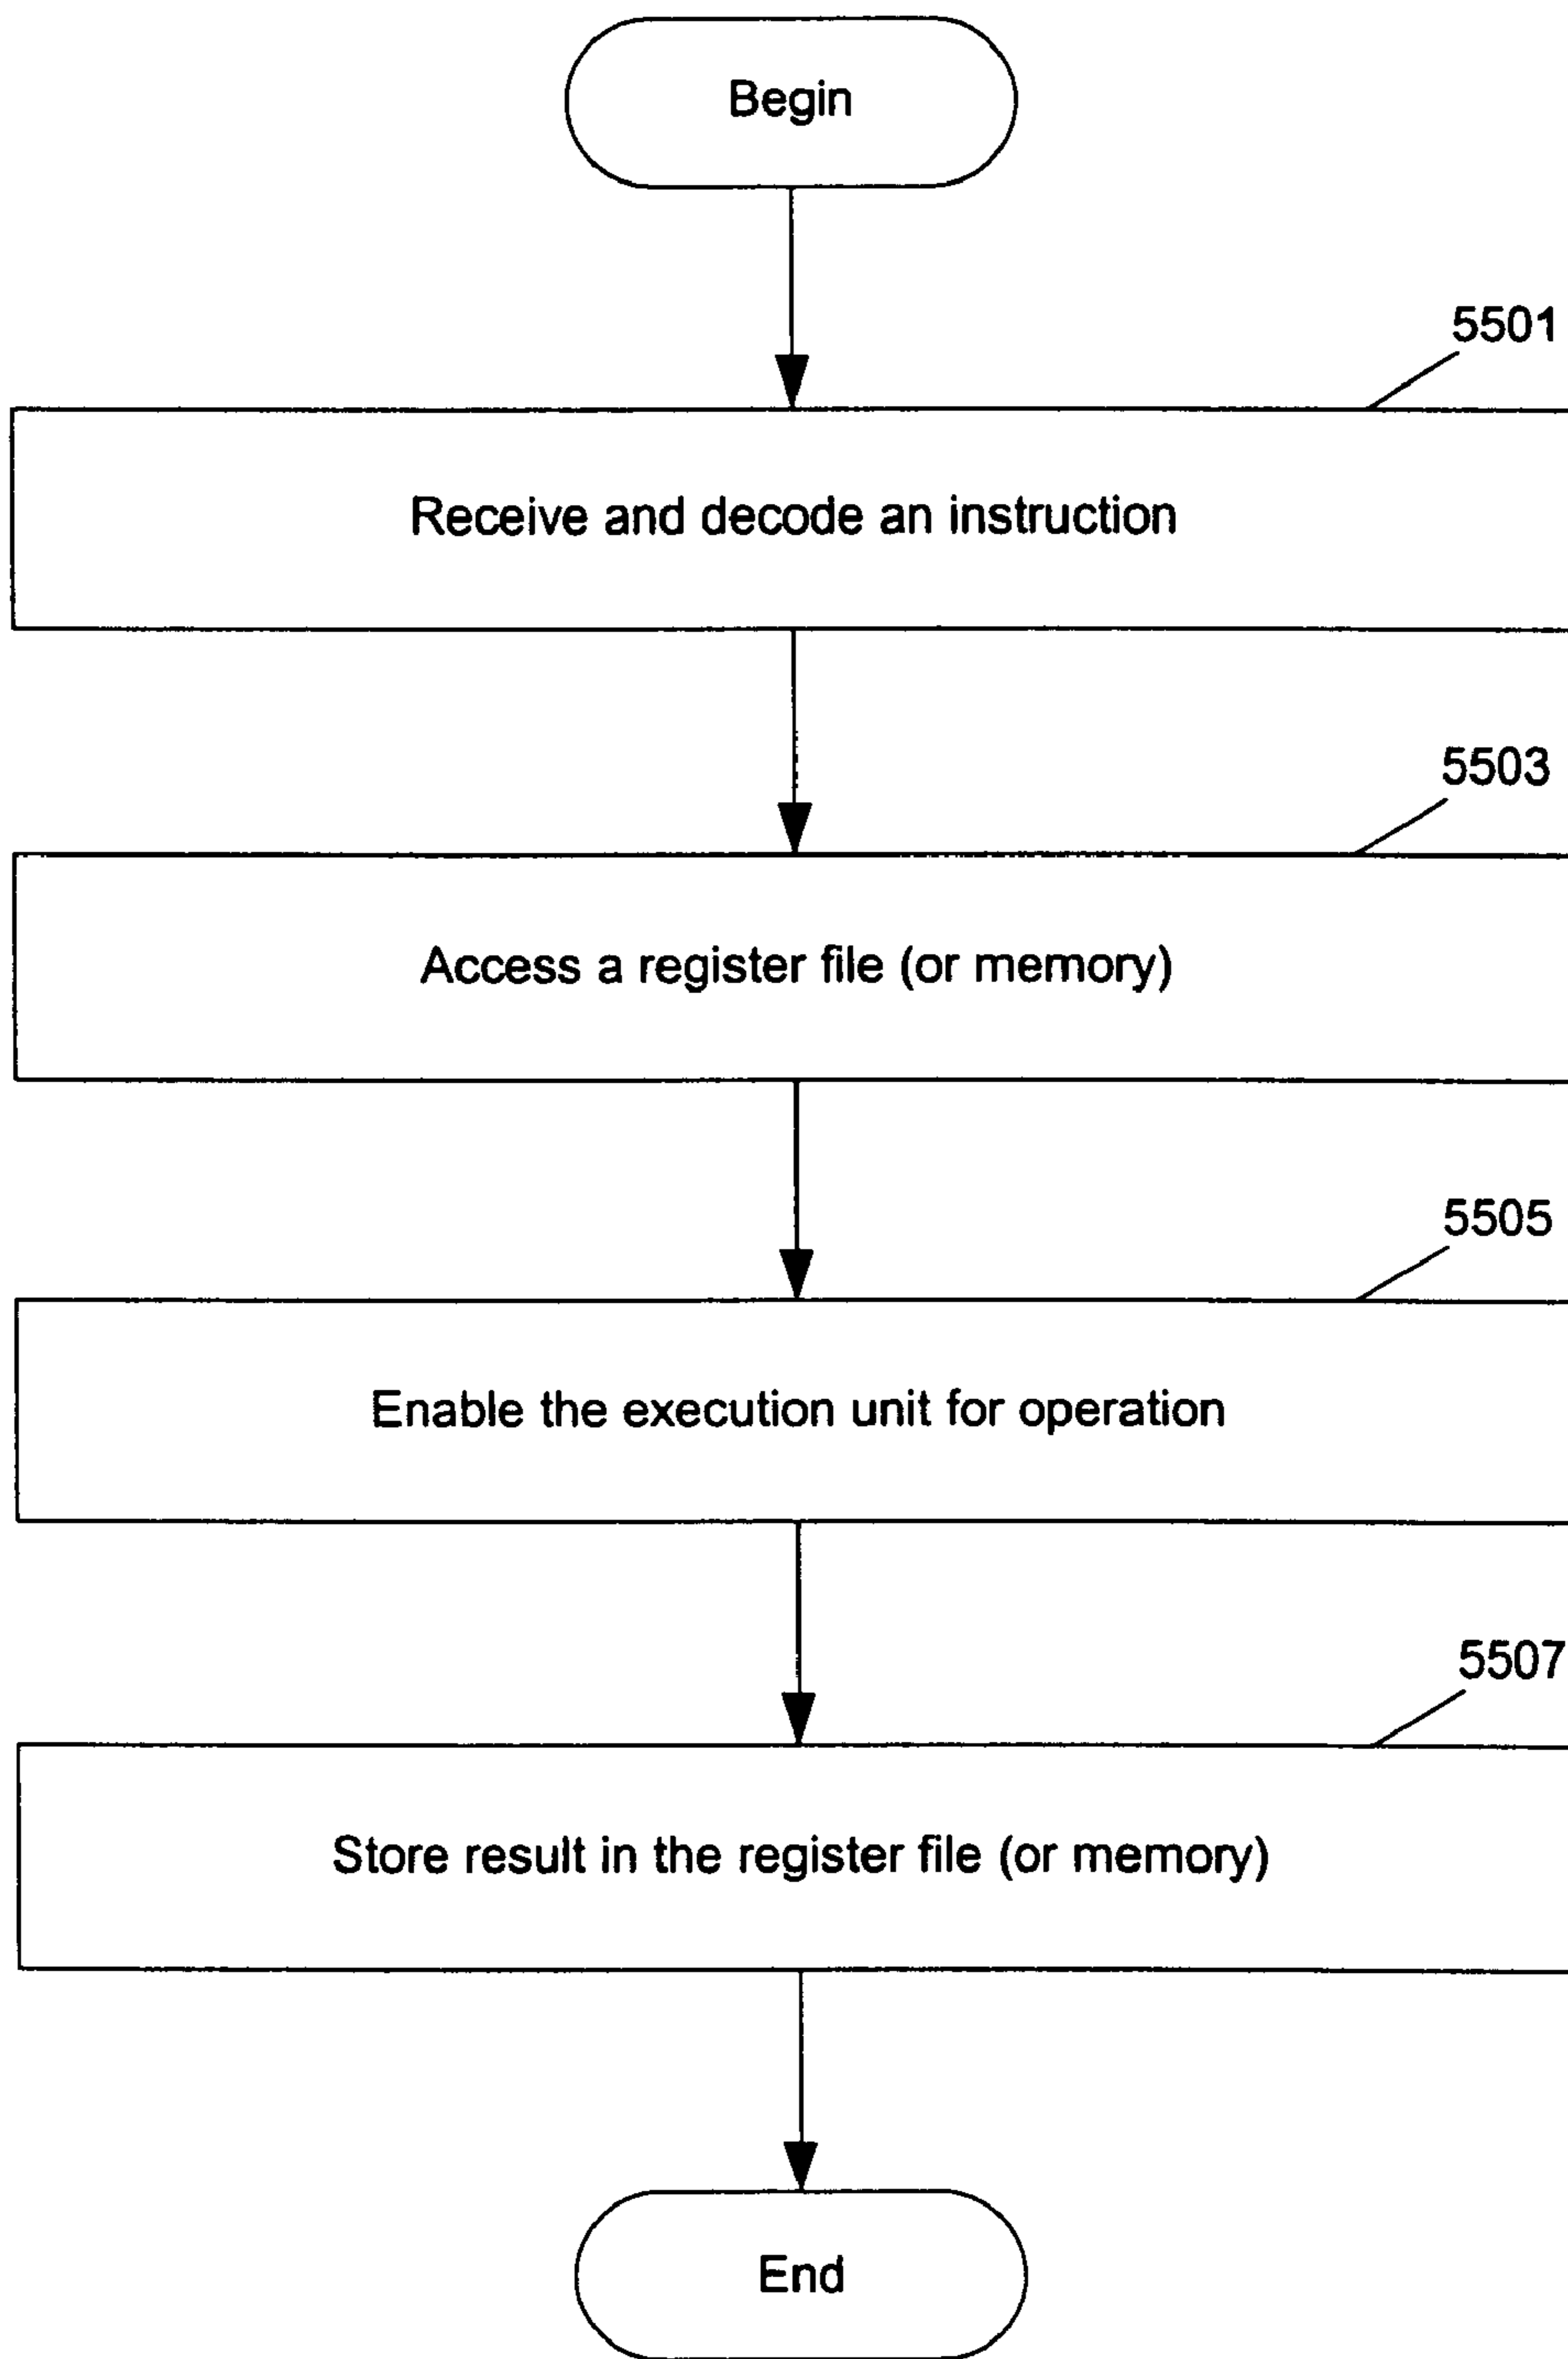 Begin
5501
Receive and decode an instruction
5503
Access a register file (or memory)
5505
Enable the execution unit for operation
5507
Store result in the register file (or memory)
End